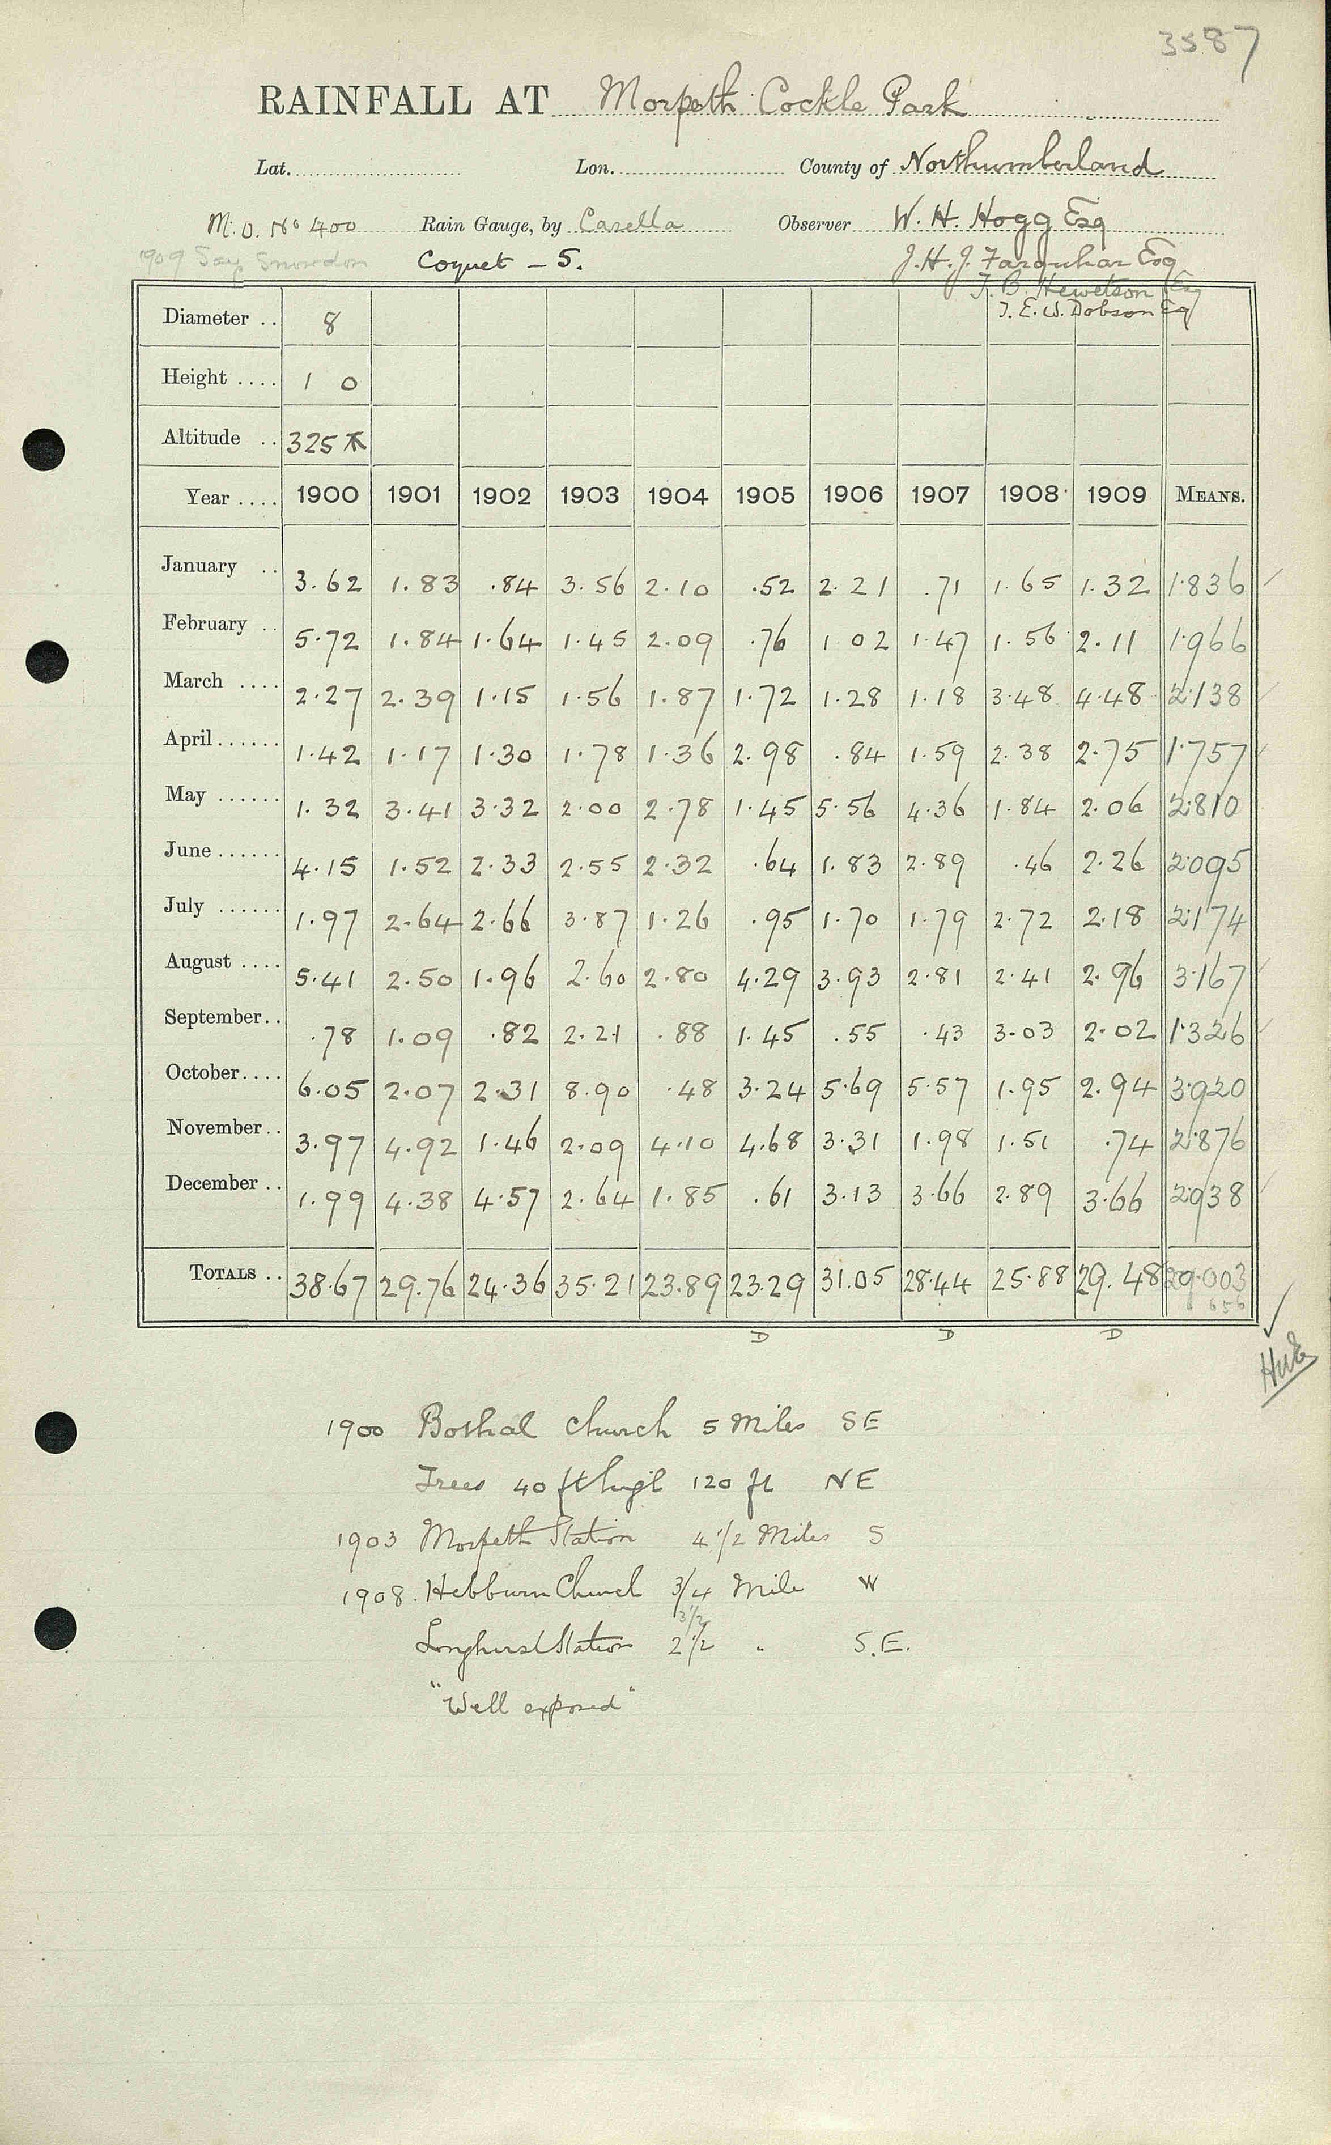 3587
RAINFALL AT Morpeth Cockle Park
Lat. Lon. County of Northumberland
M.O. No 400 Rain Gauge, by Casella Observer W. H. Hogg Esq
1909 Say Snowdon Coquet - 5. J. H. J. Farquhar Esq
J. B. Hewetson Esq
T. E. W. Dobson Esq
Diameter .. 8
Height .... 1 0
Altitude .. 325
Year .... 1900 1901 1902 1903 1904 1905 1906 1907 1908 1909 MEANS.
January .. 3.62 1.83 .84 3.56 2.10 .52 2.21 .71 1.65 1.32 1.836
February .. 5.72 1.84 1.64 1.45 2.09 .76 1.02 1.47 1.56 2.11 1.966
March .... 2.27 2.39 1.15 1.56 1.87 1.72 1.28 1.18 3.48 4.48 2.138
April...... 1.42 1.17 1.30 1.78 1.36 2.98 .84 1.59 2.38 2.75 1.757
May ...... 1.32 3.41 3.32 2.00 2.78 1.45 5.56 4.36 1.84 2.06 2.810
June...... 4.15 1.52 2.33 2.55 2.32 .64 1.83 2.89 .46 2.26 2.095
July ...... 1.97 2.64 2.66 3.87 1.26 .95 1.70 1.79 2.72 2.18 2.174
August .... 5.41 2.50 1.96 2.60 2.80 4.29 3.93 2.81 2.41 2.96 3.167
September.. .78 1.09 .82 2.21 .88 1.45 .55 .43 3.03 2.02 1.326
October.... 6.05 2.07 2.31 8.90 .48 3.24 5.69 5.57 1.95 2.94 3.920
November.. 3.97 4.92 1.46 2.09 4.10 4.68 3.31 1.98 1.51 .74 2.876
December .. 1.99 4.38 4.57 2.64 1.85 .61 3.13 3.66 2.89 3.66 2.938
TOTALS .. 38.67 29.76 24.36 35.21 23.89 23.29 31.05 28.44 25.88 29.48 29.003
656
D D D
1900 Bothal Church 5 Miles SE
Trees 40 ft high 120 ft NE
1903 Morpeth Station 4 1/2 Miles S
1908. Hebburn Church 3/4 Mile W
3 1/2
Longhirst Station 2 1/2 " S.E.
"Well exposed"